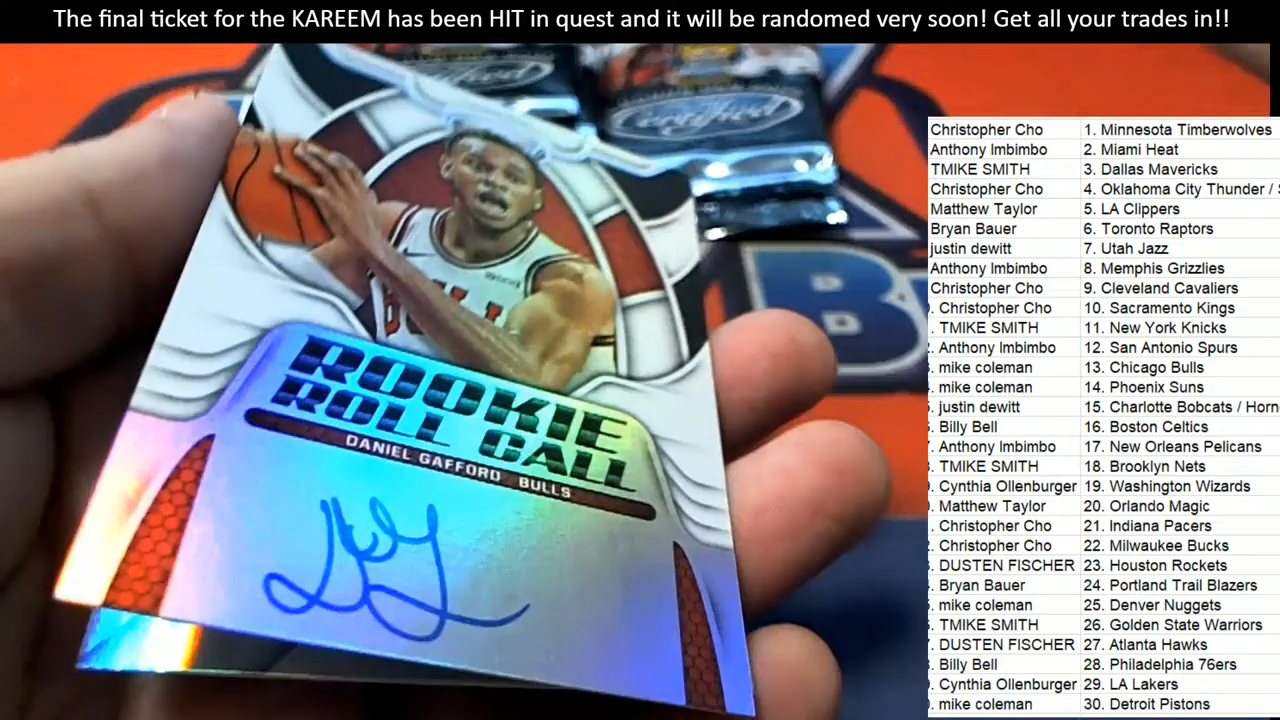 The final ticket for the KAREEM has been HIT in quest and it will be randomed very soon! Get all your trades in!!
Certified
ROOKIE
ROLL CALL
DANIEL GAFFORD BULLS
Christopher Cho 1. Minnesota Timberwolves
Anthony Imbimbo 2. Miami Heat
TMIKE SMITH 3. Dallas Mavericks
Christopher Cho 4. Oklahoma City Thunder /
Matthew Taylor 5. LA Clippers
Bryan Bauer 6. Toronto Raptors
justin dewitt 7. Utah Jazz
Anthony Imbimbo 8. Memphis Grizzlies
Christopher Cho 9. Cleveland Cavaliers
Christopher Cho 10. Sacramento Kings
TMIKE SMITH 11. New York Knicks
Anthony Imbimbo 12. San Antonio Spurs
mike coleman 13. Chicago Bulls
mike coleman 14. Phoenix Suns
justin dewitt 15. Charlotte Bobcats / Horn
Billy Bell 16. Boston Celtics
Anthony Imbimbo 17. New Orleans Pelicans
TMIKE SMITH 18. Brooklyn Nets
Cynthia Ollenburger 19. Washington Wizards
Matthew Taylor 20. Orlando Magic
Christopher Cho 21. Indiana Pacers
Christopher Cho 22. Milwaukee Bucks
DUSTEN FISCHER 23. Houston Rockets
Bryan Bauer 24. Portland Trail Blazers
mike coleman 25. Denver Nuggets
TMIKE SMITH 26. Golden State Warriors
DUSTEN FISCHER 27. Atlanta Hawks
Billy Bell 28. Philadelphia 76ers
Cynthia Ollenburger 29. LA Lakers
mike coleman 30. Detroit Pistons